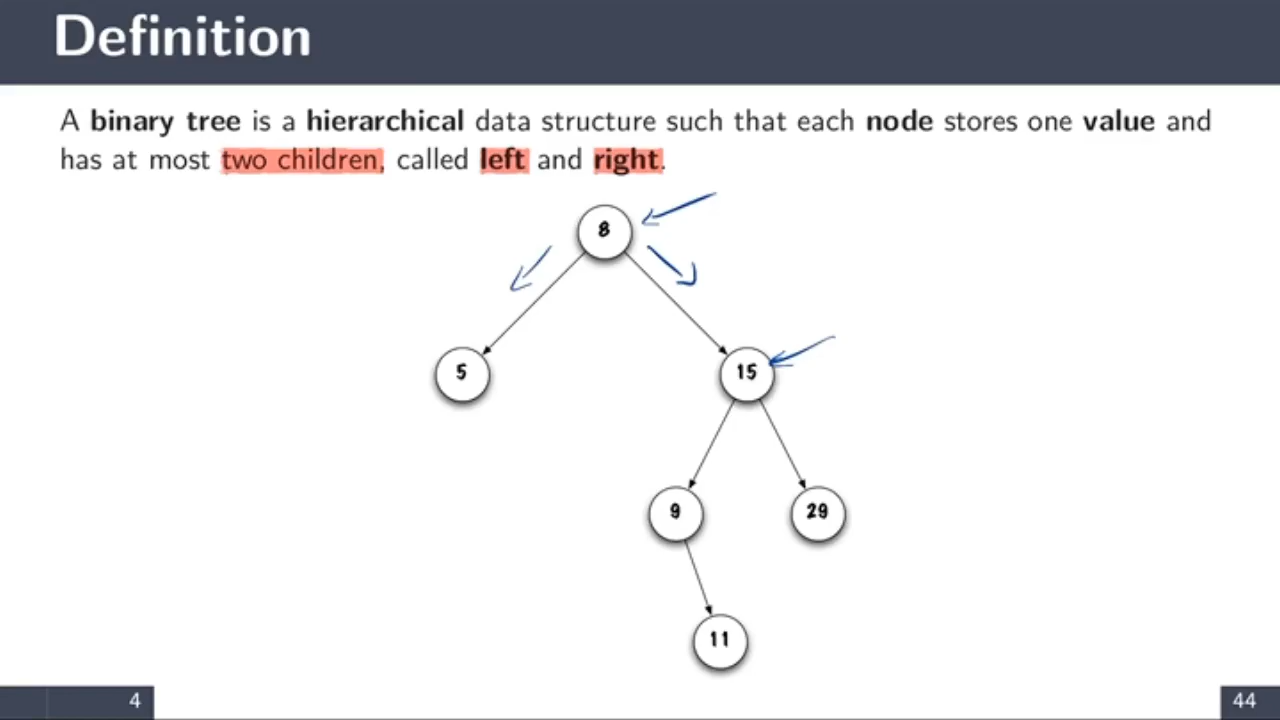 Definition
A binary tree is a hierarchical data structure such that each node stores one value and
has at most two children, called left and right.
8
5
15
9
29
11
4
44